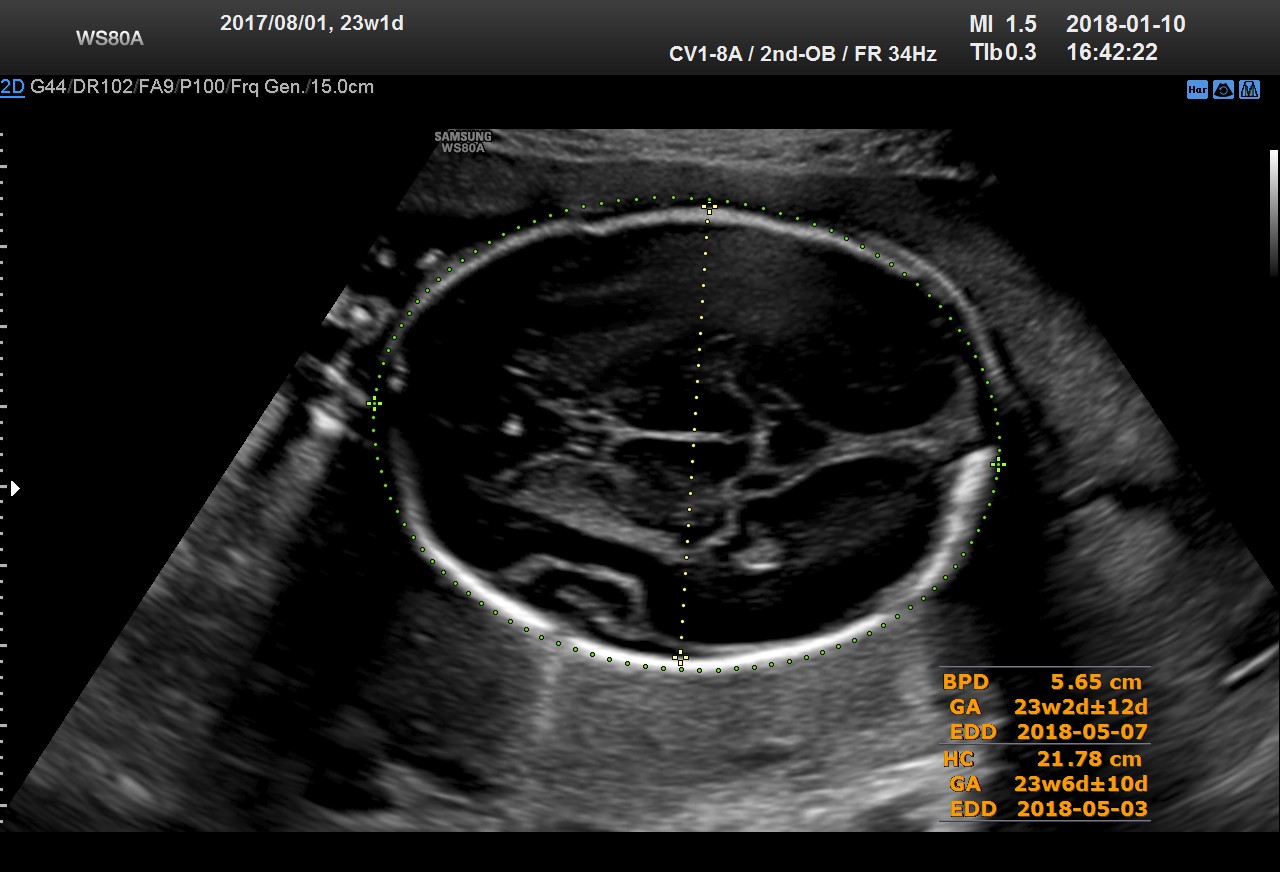 WS80A
2017/08/01, 23w1d
CV1-8A / 2nd-OB / FR 34Hz
MI 1.5
TIb 0.3
2018-01-10
16:42:22
2D G44/DR102/FA9/P100/Frq Gen./15.0cm
Har
SAMSUNG
WS80A
BPD 5.65 cm
GA 23w2d±12d
EDD 2018-05-07
HC 21.78 cm
GA 23w6d±10d
EDD 2018-05-03